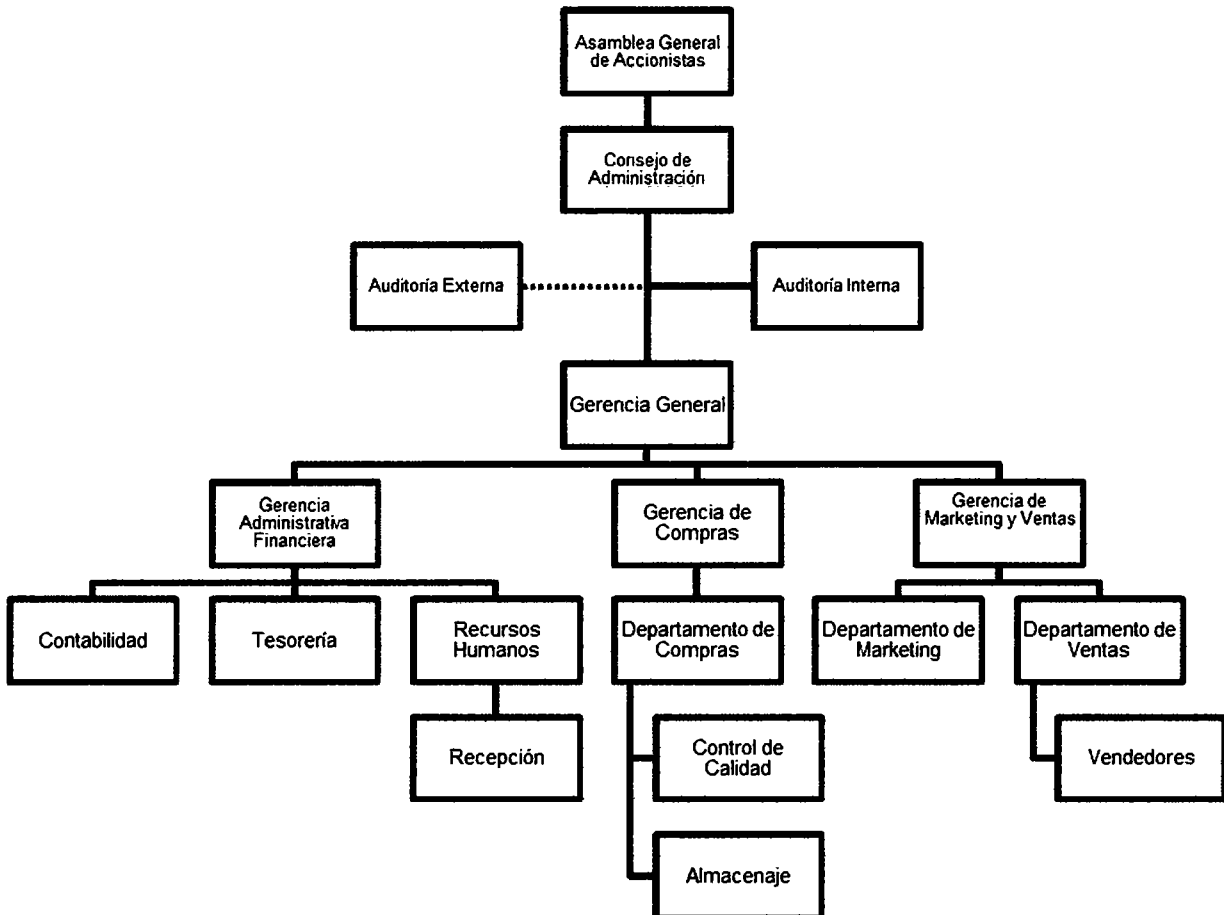 Asamblea General
de Accionistas
Consejo de
Administración
Auditoría Externa
Auditoría Interna
Gerencia General
Gerencia
Administrativa
Financiera
Gerencia de
Compras
Gerencia de
Marketing y Ventas
Contabilidad
Tesorería
Recursos
Humanos
Departamento de
Compras
Departamento de
Marketing
Departamento de
Ventas
Recepción
Control de
Calidad
Vendedores
Almacenaje